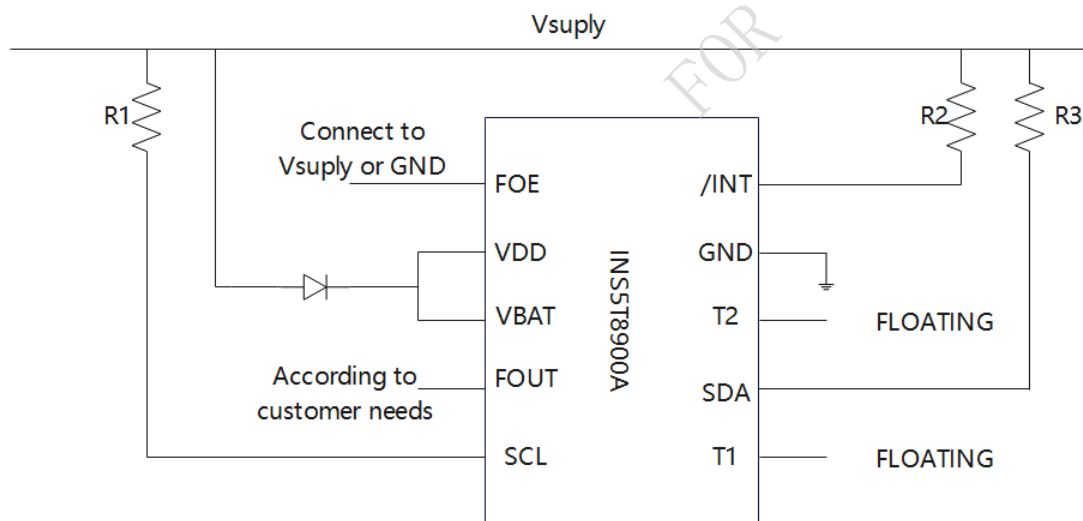 Vsuply
FOR
R1
R2
R3
Connect to
Vsuply or GND
FOE
/INT
VDD
GND
INS5T8900A
VBAT
T2
FLOATING
According to
customer needs
FOUT
SDA
SCL
T1
FLOATING